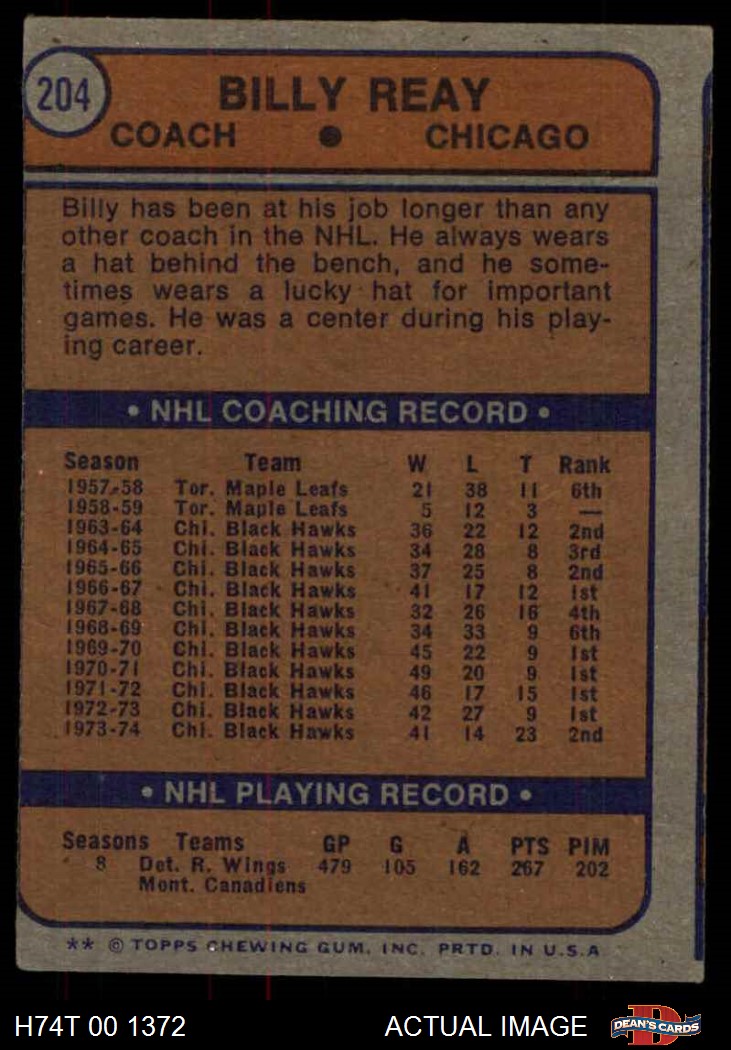 204
BILLY REAY
COACH ● CHICAGO
Billy has been at his job longer than any
other coach in the NHL. He always wears
a hat behind the bench, and he some-
times wears a lucky hat for important
games. He was a center during his play-
ing career.
• NHL COACHING RECORD •
Season Team W L T Rank
1957-58 Tor. Maple Leafs 21 38 11 6th
1958-59 Tor. Maple Leafs 5 12 3 —
1963-64 Chi. Black Hawks 36 22 12 2nd
1964-65 Chi. Black Hawks 34 28 8 3rd
1965-66 Chi. Black Hawks 37 25 8 2nd
1966-67 Chi. Black Hawks 41 17 12 1st
1967-68 Chi. Black Hawks 32 26 16 4th
1968-69 Chi. Black Hawks 34 33 9 6th
1969-70 Chi. Black Hawks 45 22 9 1st
1970-71 Chi. Black Hawks 49 20 9 1st
1971-72 Chi. Black Hawks 46 17 15 1st
1972-73 Chi. Black Hawks 42 27 9 1st
1973-74 Chi. Black Hawks 41 14 23 2nd
• NHL PLAYING RECORD •
Seasons Teams GP G A PTS PIM
8 Det. R. Wings 479 105 162 267 202
Mont. Canadiens
** © TOPPS CHEWING GUM, INC. PRTD. IN U.S.A
H74T 00 1372 ACTUAL IMAGE D DEAN'S CARDS